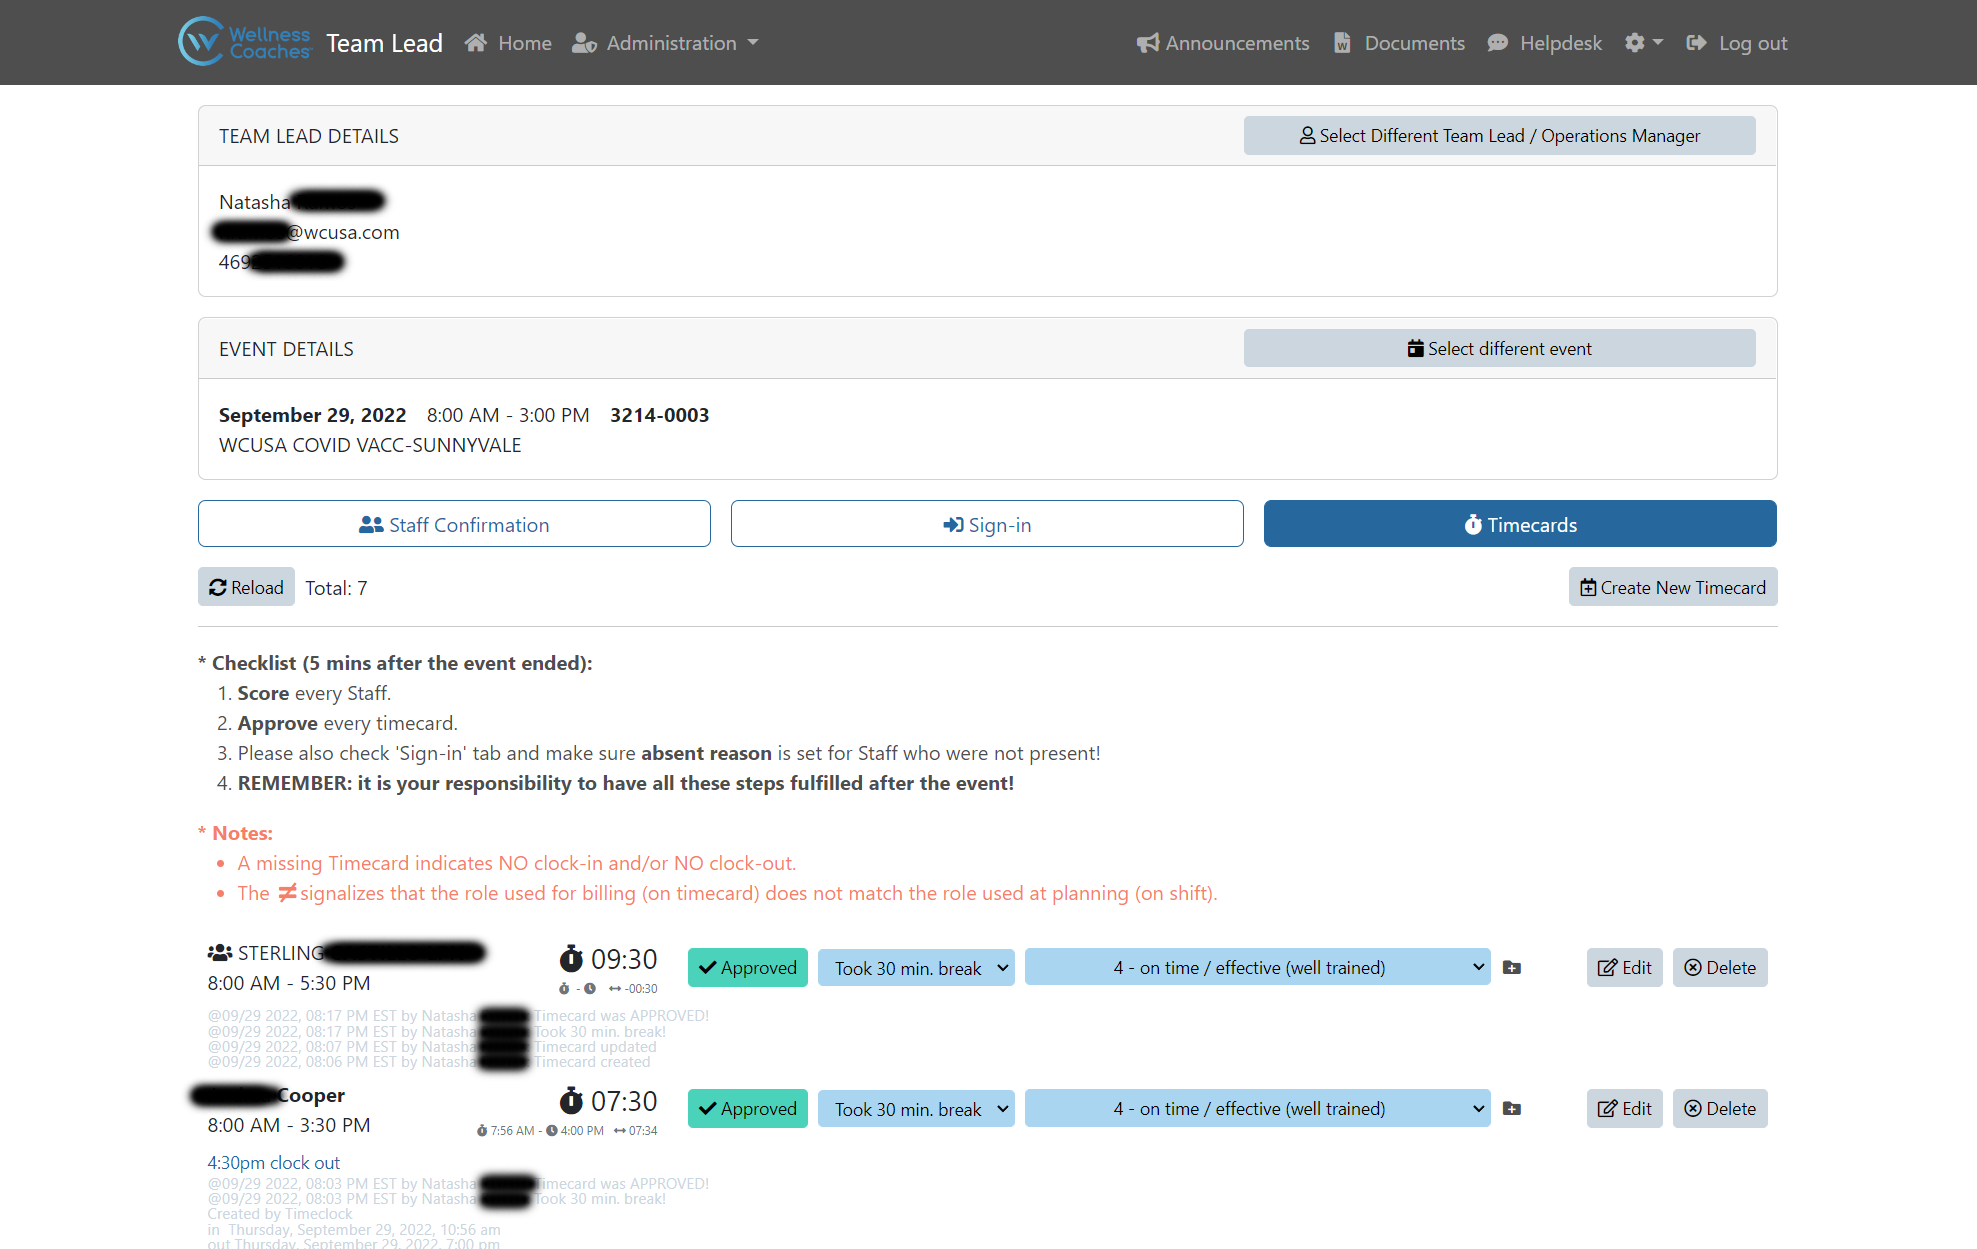 Wellness Coaches Team Lead Home Administration Announcements Documents Helpdesk Log out
TEAM LEAD DETAILS Select Different Team Lead / Operations Manager
Natasha
@wcusa.com
469
EVENT DETAILS Select different event
September 29, 2022 8:00 AM - 3:00 PM 3214-0003
WCUSA COVID VACC-SUNNYVALE
Staff Confirmation Sign-in Timecards
Reload Total: 7 Create New Timecard
* Checklist (5 mins after the event ended):
1. Score every Staff.
2. Approve every timecard.
3. Please also check 'Sign-in' tab and make sure absent reason is set for Staff who were not present!
4. REMEMBER: it is your responsibility to have all these steps fulfilled after the event!
* Notes:
• A missing Timecard indicates NO clock-in and/or NO clock-out.
• The ≠ signalizes that the role used for billing (on timecard) does not match the role used at planning (on shift).
STERLING 09:30 Approved Took 30 min. break 4 - on time / effective (well trained) Edit Delete
8:00 AM - 5:30 PM - ↔ -00:30
@09/29 2022, 08:17 PM EST by Natasha Timecard was APPROVED!
@09/29 2022, 08:17 PM EST by Natasha Took 30 min. break!
@09/29 2022, 08:07 PM EST by Natasha Timecard updated
@09/29 2022, 08:06 PM EST by Natasha Timecard created
Cooper 07:30 Approved Took 30 min. break 4 - on time / effective (well trained) Edit Delete
8:00 AM - 3:30 PM 7:56 AM - 4:00 PM ↔ 07:34
4:30pm clock out
@09/29 2022, 08:03 PM EST by Natasha Timecard was APPROVED!
@09/29 2022, 08:03 PM EST by Natasha Took 30 min. break!
Created by Timeclock
in Thursday, September 29, 2022, 10:56 am
out Thursday, September 29, 2022, 7:00 pm